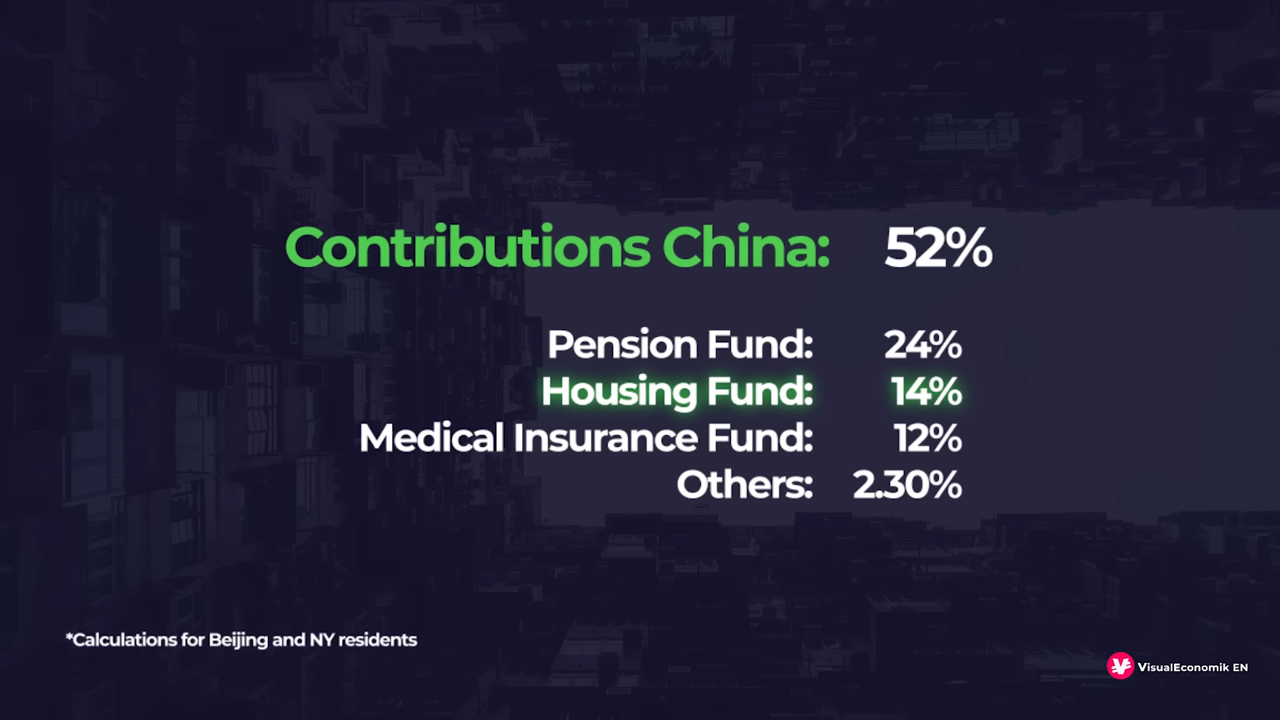 Contributions China: 52%
Pension Fund: 24%
Housing Fund: 14%
Medical Insurance Fund: 12%
Others: 2.30%
*Calculations for Beijing and NY residents
VisualEconomik EN